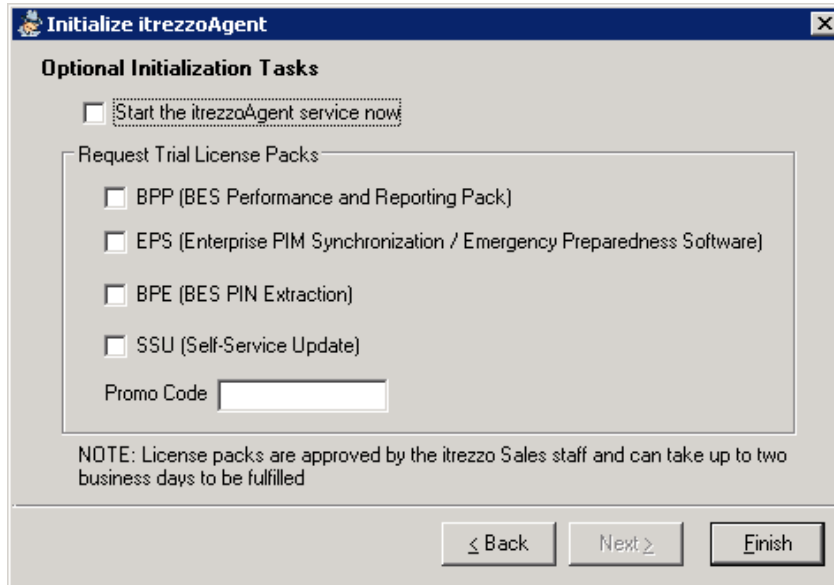 Initialize itrezzoAgent
Optional Initialization Tasks
Start the itrezzoAgent service now
Request Trial License Packs
BPP (BES Performance and Reporting Pack)
EPS (Enterprise PIM Synchronization / Emergency Preparedness Software)
BPE (BES PIN Extraction)
SSU (Self-Service Update)
Promo Code
NOTE: License packs are approved by the itrezzo Sales staff and can take up to two
business days to be fulfilled
< Back Next > Finish